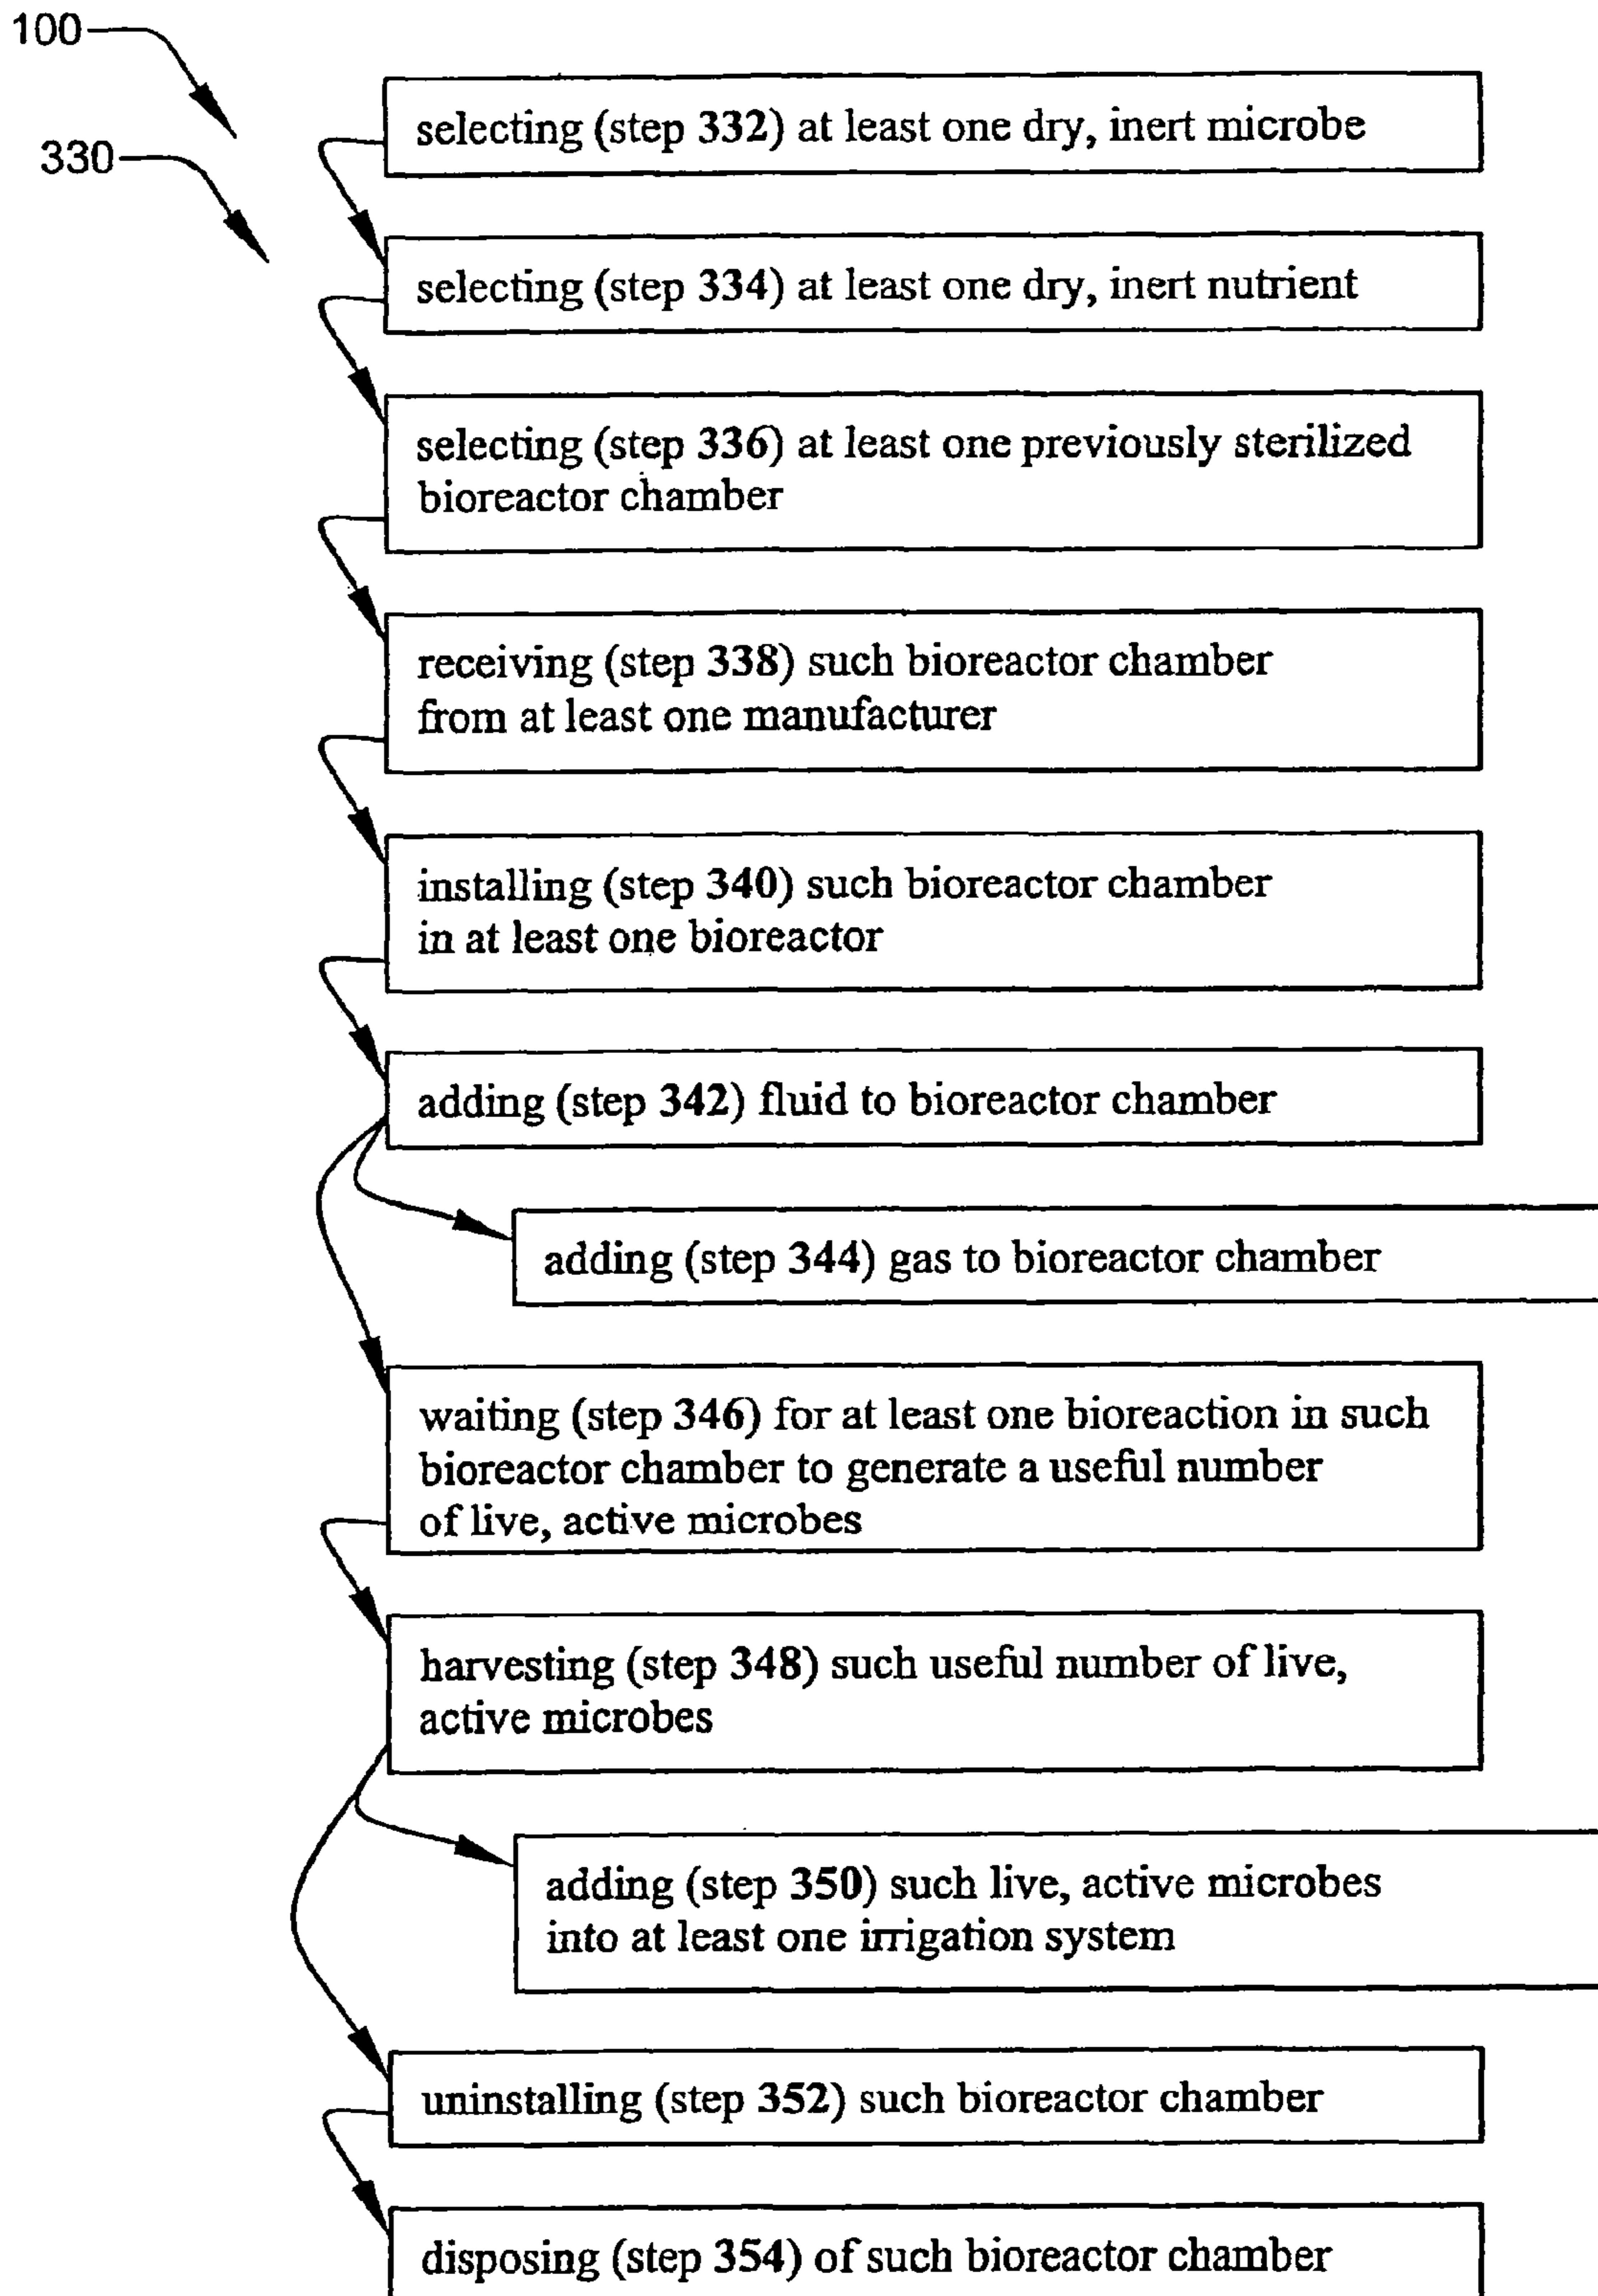 100
330
selecting (step 332) at least one dry, inert microbe
selecting (step 334) at least one dry, inert nutrient
selecting (step 336) at least one previously sterilized
bioreactor chamber
receiving (step 338) such bioreactor chamber
from at least one manufacturer
installing (step 340) such bioreactor chamber
in at least one bioreactor
adding (step 342) fluid to bioreactor chamber
adding (step 344) gas to bioreactor chamber
waiting (step 346) for at least one bioreaction in such
bioreactor chamber to generate a useful number
of live, active microbes
harvesting (step 348) such useful number of live,
active microbes
adding (step 350) such live, active microbes
into at least one irrigation system
uninstalling (step 352) such bioreactor chamber
disposing (step 354) of such bioreactor chamber